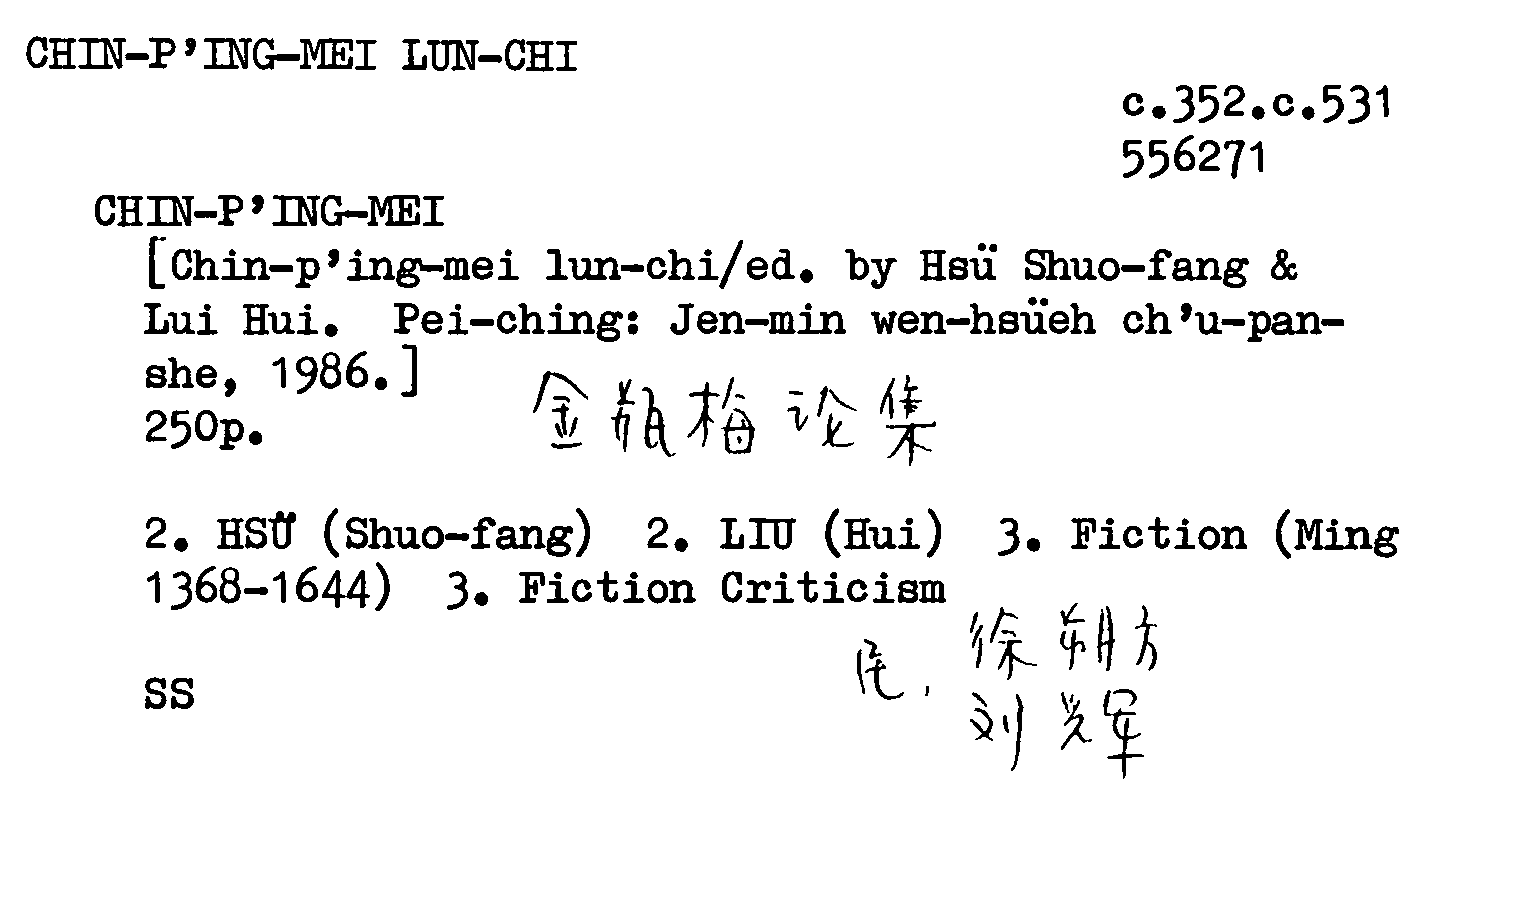 CHIN-P'ING-MEI LUN-CHI
c.352.c.531
556271
CHIN-P'ING-MEI
[Chin-p'ing-mei lun-chi/ed. by Hsü Shuo-fang &
Lui Hui. Pei-ching: Jen-min wen-hsüeh ch'u-pan-
she, 1986.]
250p.
金瓶梅论集
2. HSÜ (Shuo-fang) 2. LIU (Hui) 3. Fiction (Ming
1368-1644) 3. Fiction Criticism
徐朔方
SS
刘辉